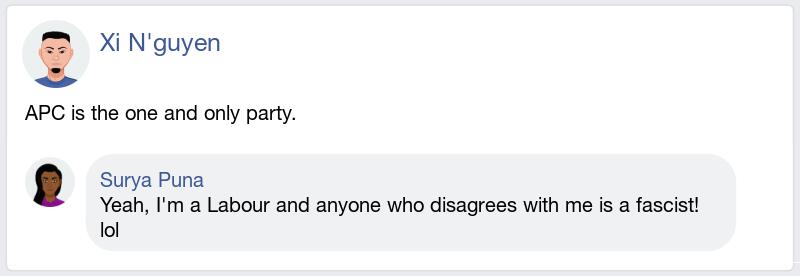 Xi N'guyen
APC is the one and only party.
Surya Puna
Yeah, I'm a Labour and anyone who disagrees with me is a fascist!
lol